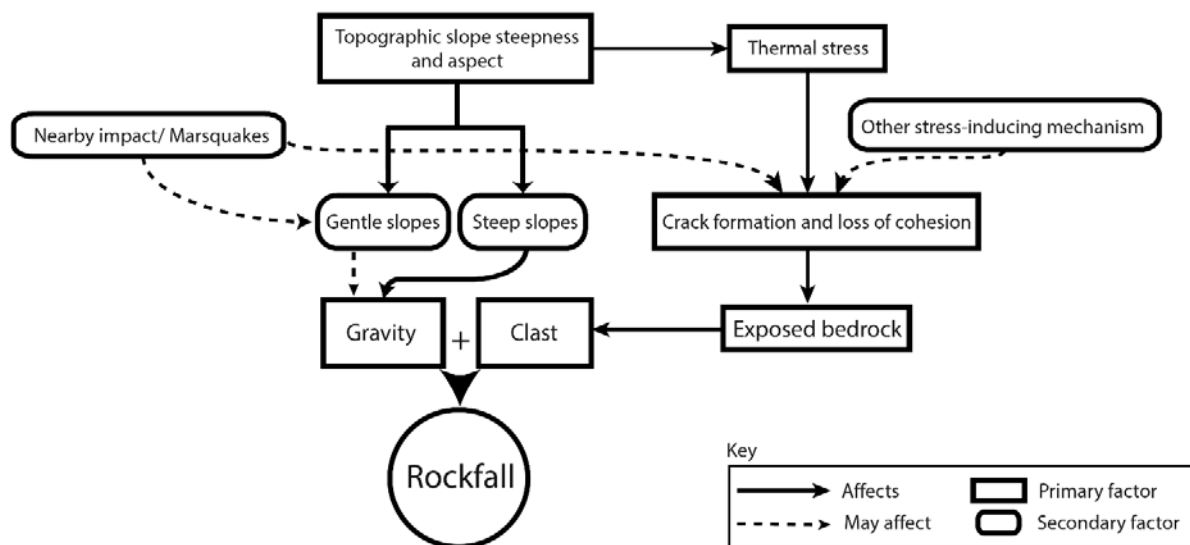 Topographic slope steepness
and aspect
Thermal stress
Nearby impact/ Marsquakes
Other stress-inducing mechanism
Gentle slopes
Steep slopes
Crack formation and loss of cohesion
Gravity
+
Clast
Exposed bedrock
Rockfall
Key
Affects
Primary factor
May affect
Secondary factor